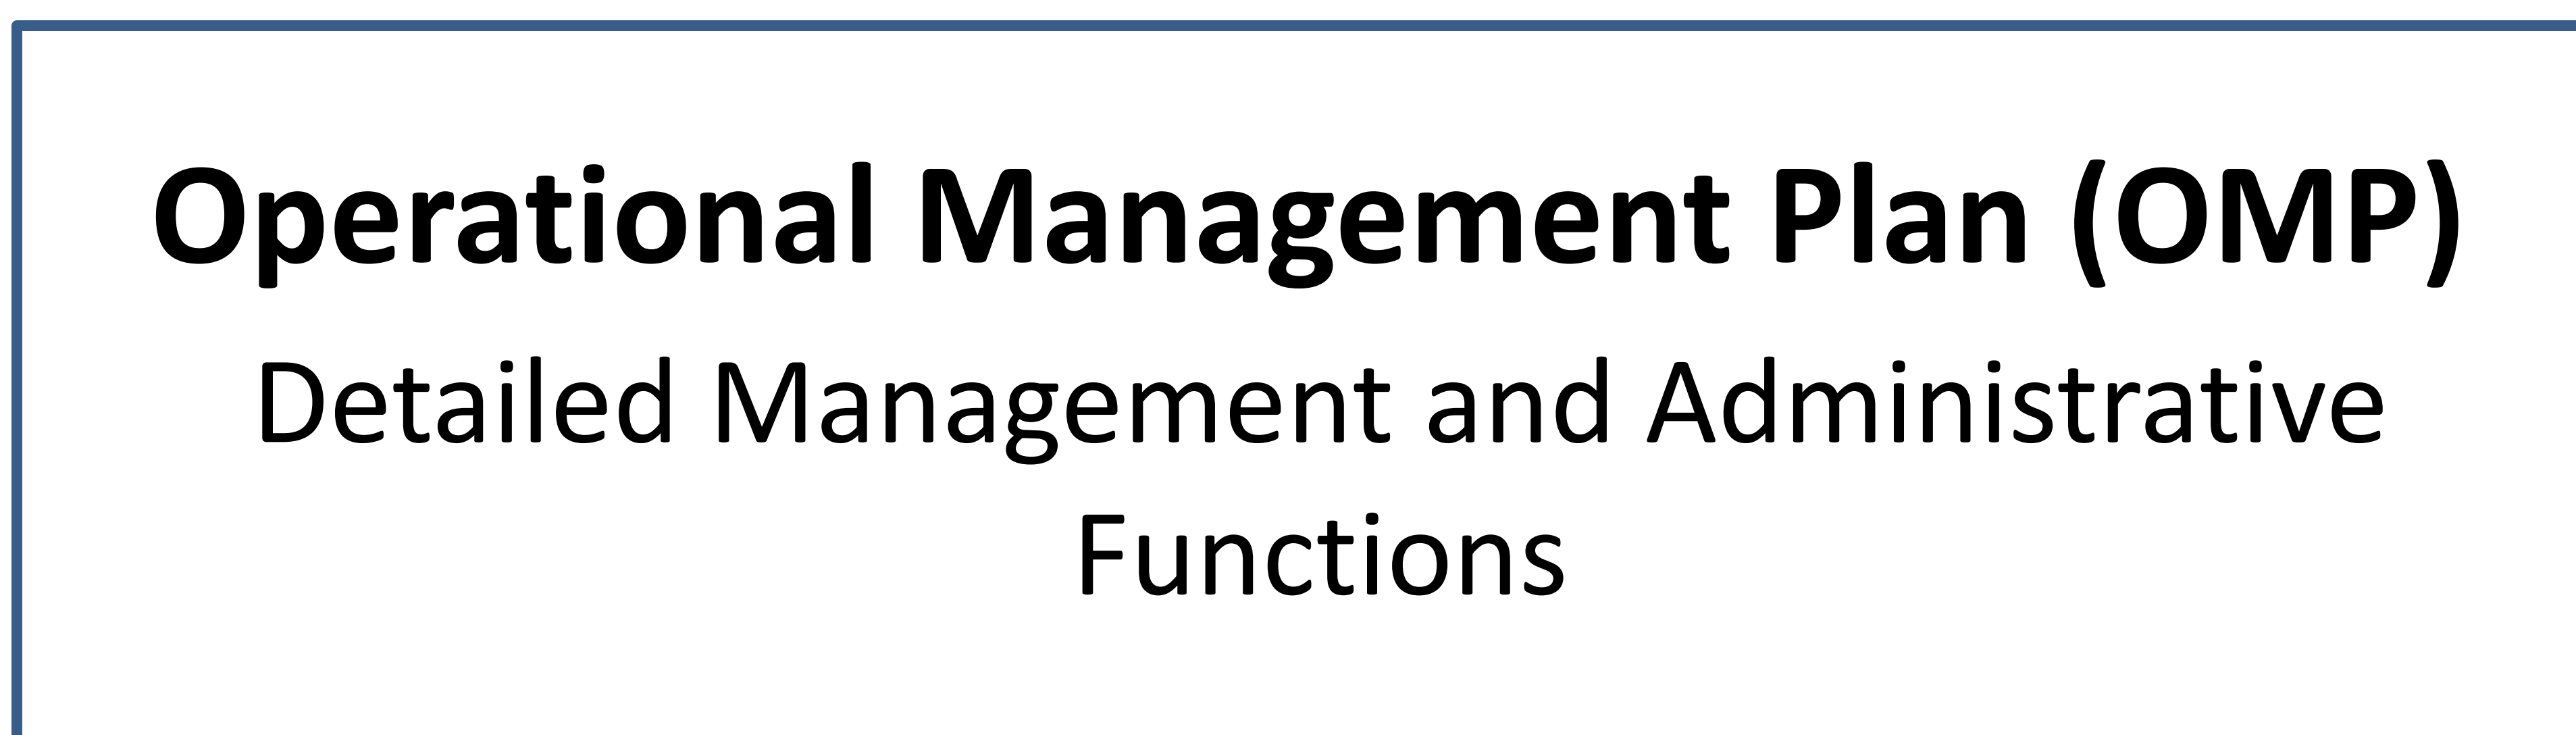 Operational Management Plan (OMP)
Detailed Management and Administrative
Functions